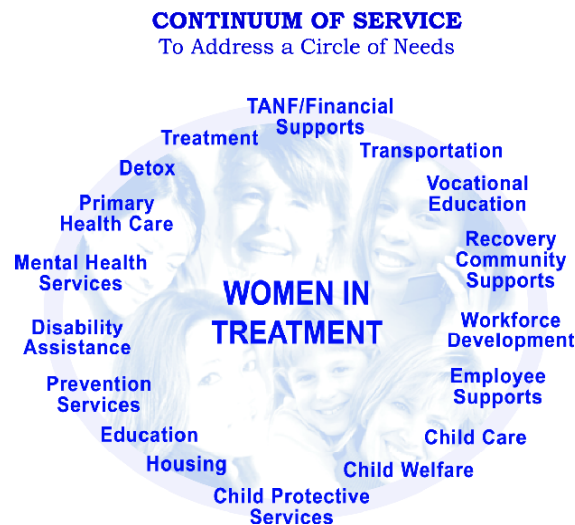 CONTINUUM OF SERVICE
To Address a Circle of Needs
TANF/Financial
Supports
Transportation
Vocational
Education
Recovery
Community
Supports
Workforce
Development
Employee
Supports
Child Care
Child Welfare
Child Protective
Services
Housing
Education
Prevention
Services
Disability
Assistance
Mental Health
Services
Primary
Health Care
Detox
Treatment
WOMEN IN
TREATMENT